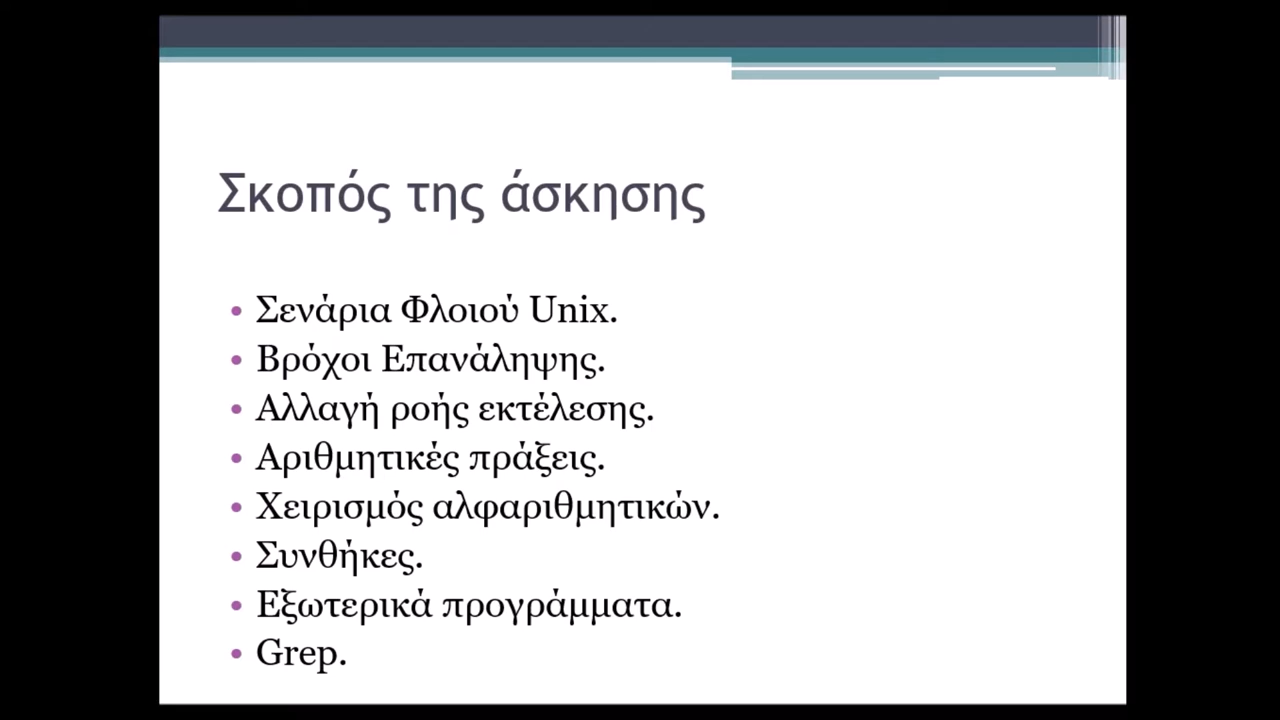 Σκοπός της άσκησης
• Σενάρια Φλοιού Unix.
• Βρόχοι Επανάληψης.
• Αλλαγή ροής εκτέλεσης.
• Αριθμητικές πράξεις.
• Χειρισμός αλφαριθμητικών.
• Συνθήκες.
• Εξωτερικά προγράμματα.
• Grep.